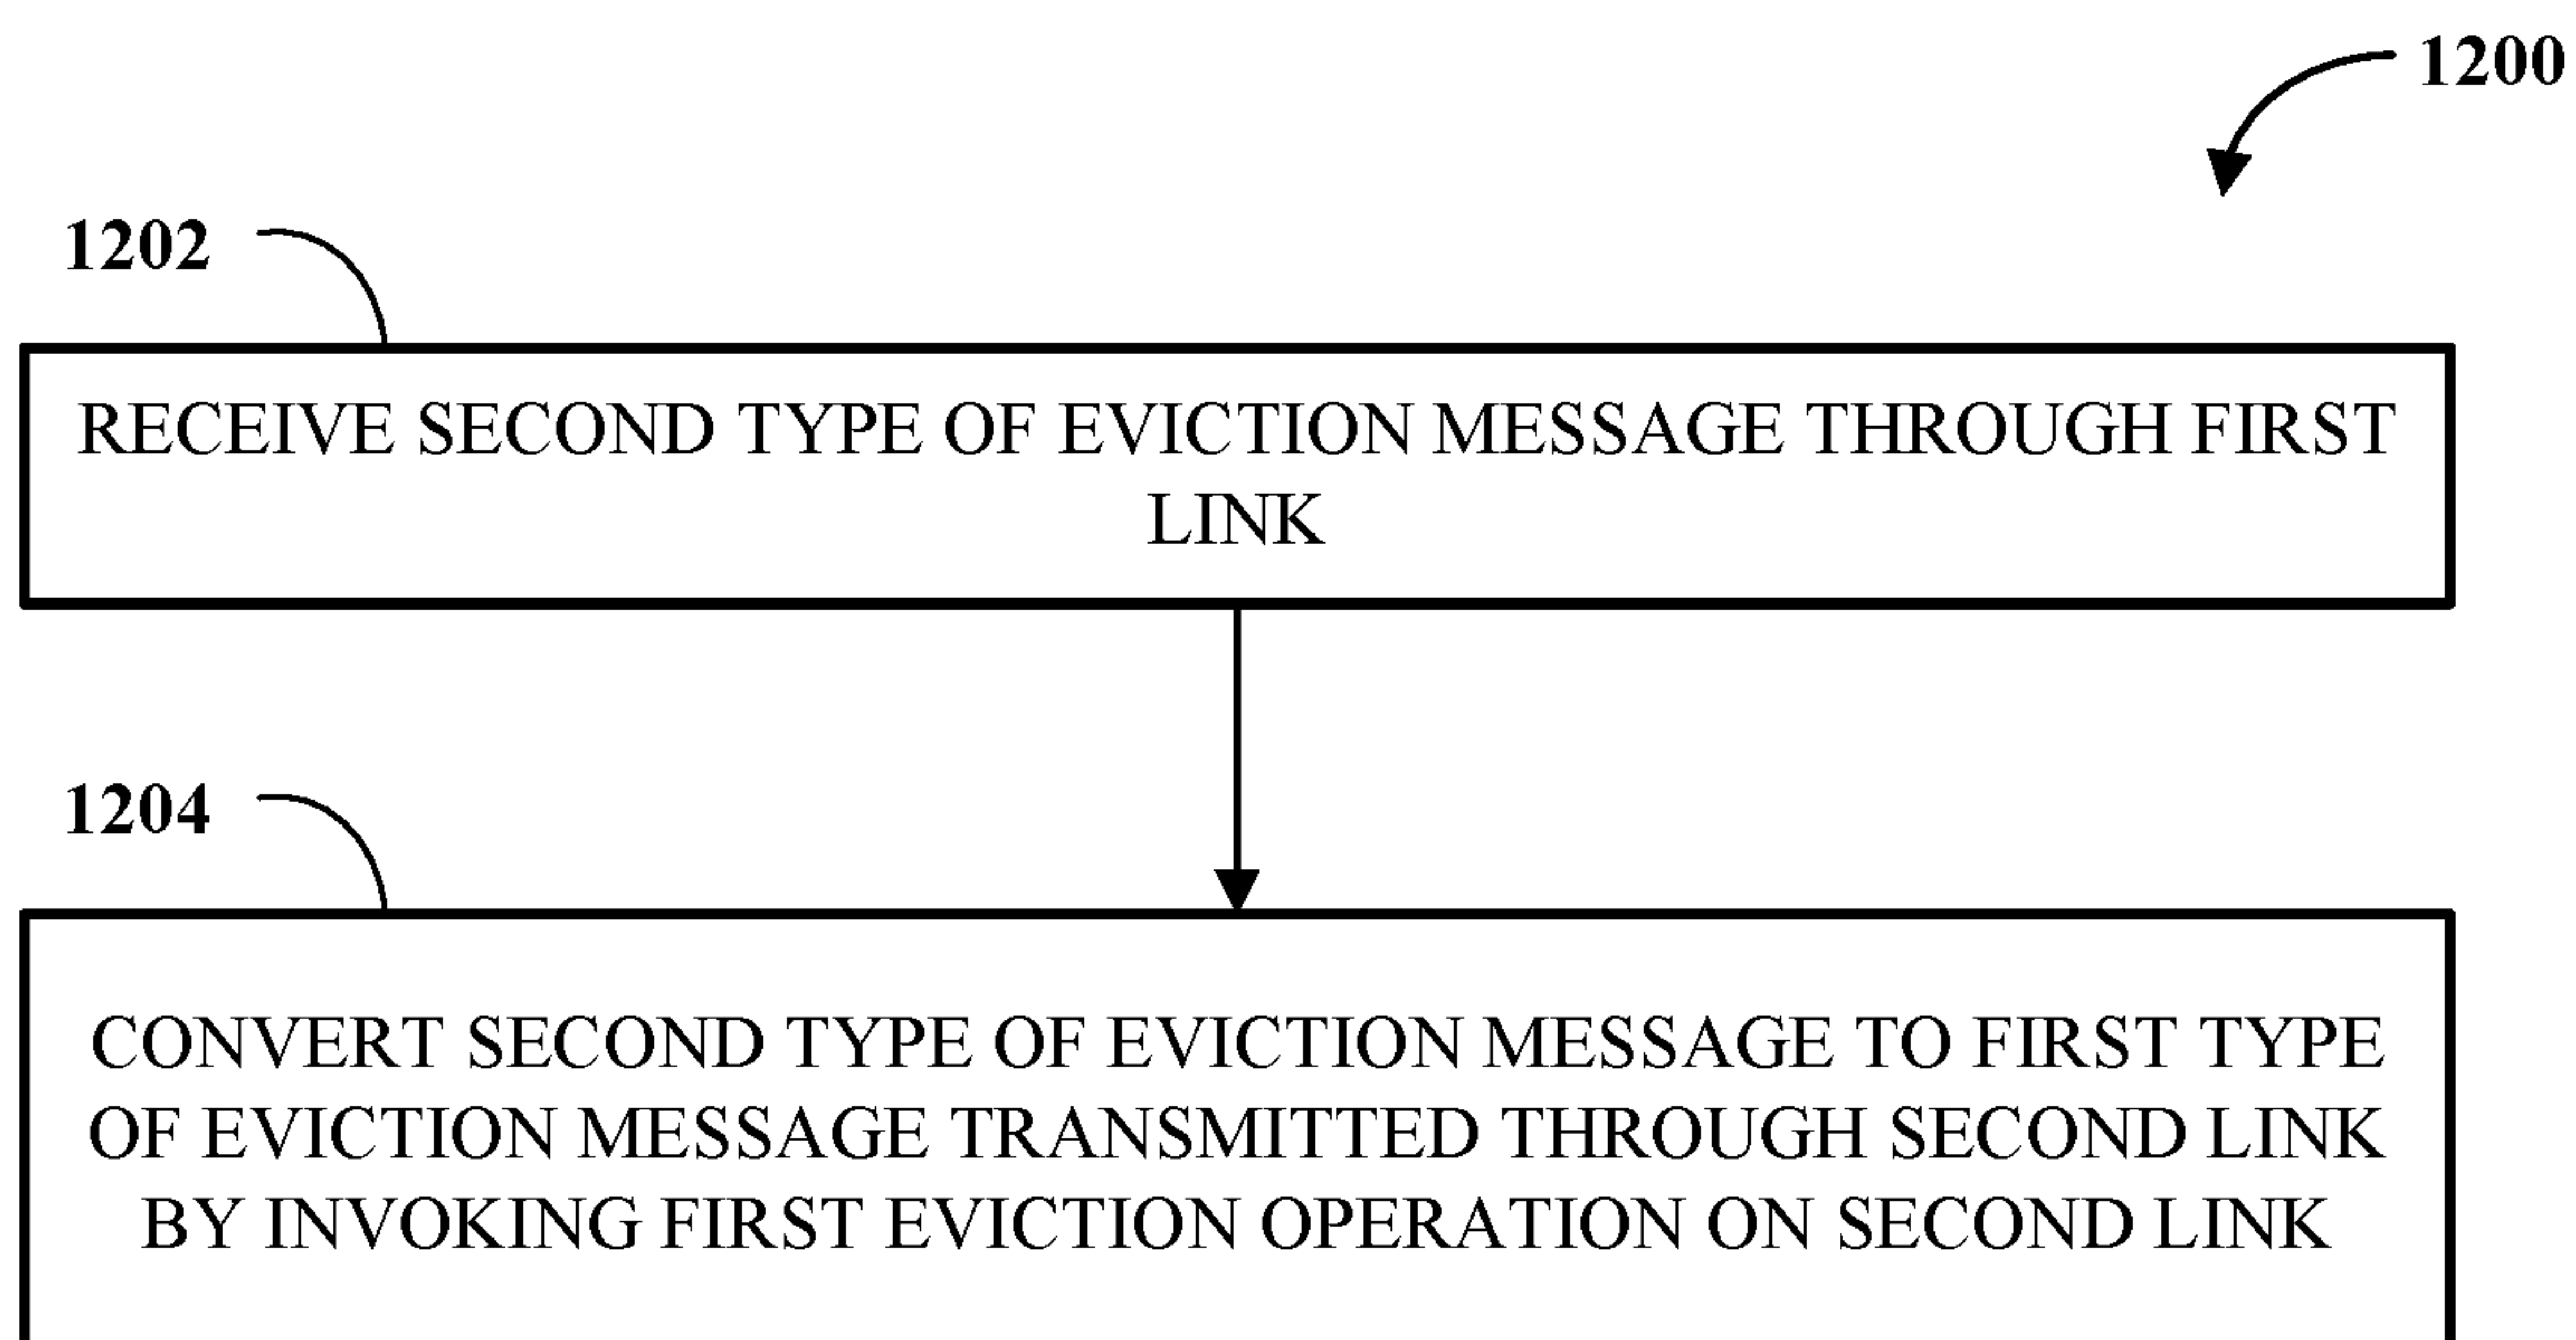 1200
1202
RECEIVE SECOND TYPE OF EVICTION MESSAGE THROUGH FIRST
LINK
1204
CONVERT SECOND TYPE OF EVICTION MESSAGE TO FIRST TYPE
OF EVICTION MESSAGE TRANSMITTED THROUGH SECOND LINK
BY INVOKING FIRST EVICTION OPERATION ON SECOND LINK